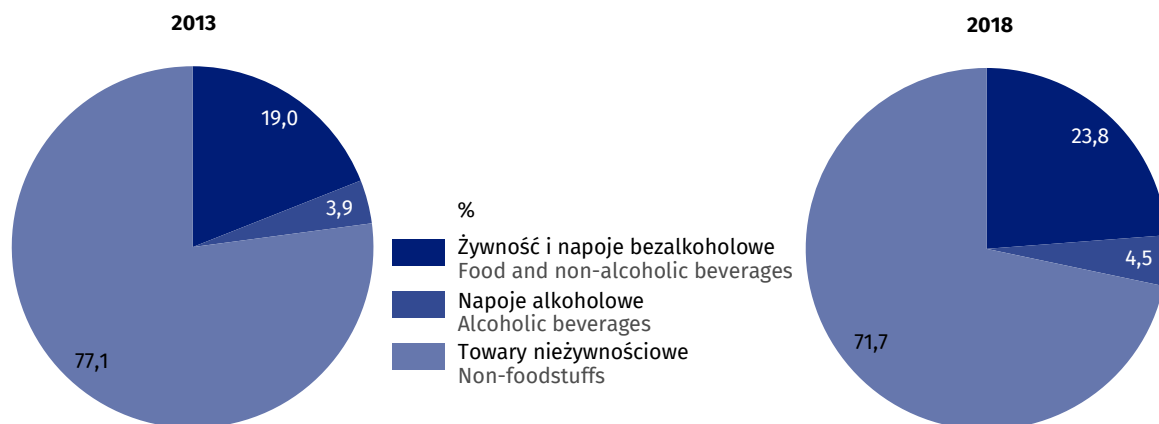 2013
2018
19,0
3,9
77,1
%
Żywność i napoje bezalkoholowe
Food and non-alcoholic beverages
Napoje alkoholowe
Alcoholic beverages
Towary nieżywnościowe
Non-foodstuffs
23,8
4,5
71,7